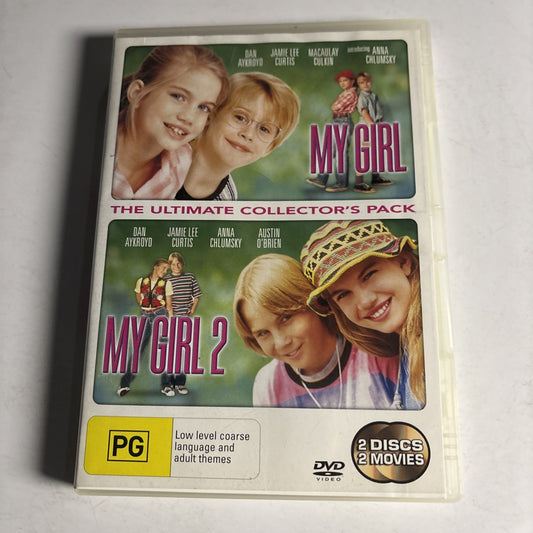 DAN AYKROYD JAMIE LEE CURTIS MACAULAY CULKIN introducing ANNA CHLUMSKY
MY GIRL
THE ULTIMATE COLLECTOR'S PACK
DAN AYKROYD JAMIE LEE CURTIS ANNA CHLUMSKY AUSTIN O'BRIEN
MY GIRL 2
PG
Low level coarse
language and
adult themes
DVD
VIDEO
2 DISCS
2 MOVIES